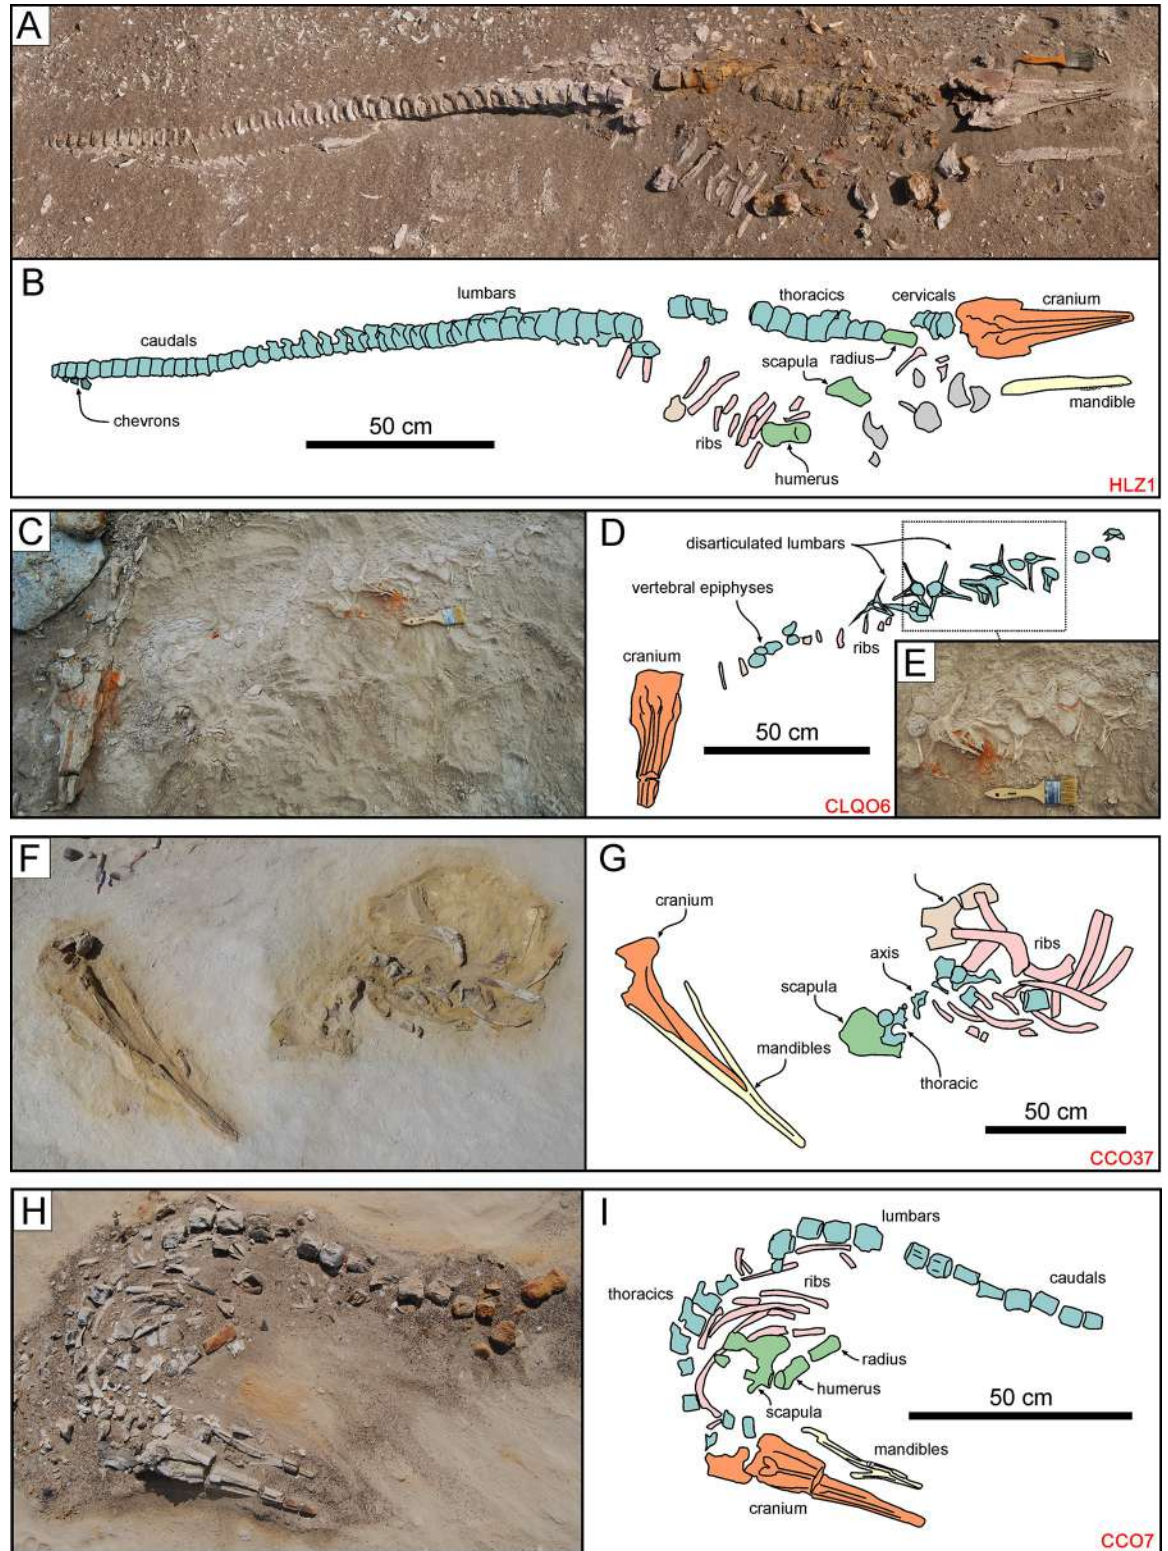 A
B
lumbars
thoracics
cervicals
cranium
caudals
scapula
radius
chevrons
50 cm
ribs
mandible
humerus
HLZ1
C
D
disarticulated lumbars
vertebral epiphyses
cranium
ribs
E
50 cm
CLQO6
F
G
cranium
axis
ribs
scapula
mandibles
thoracic
50 cm
CCO37
H
I
lumbars
ribs
caudals
thoracics
radius
humerus
scapula
50 cm
mandibles
cranium
CCO7